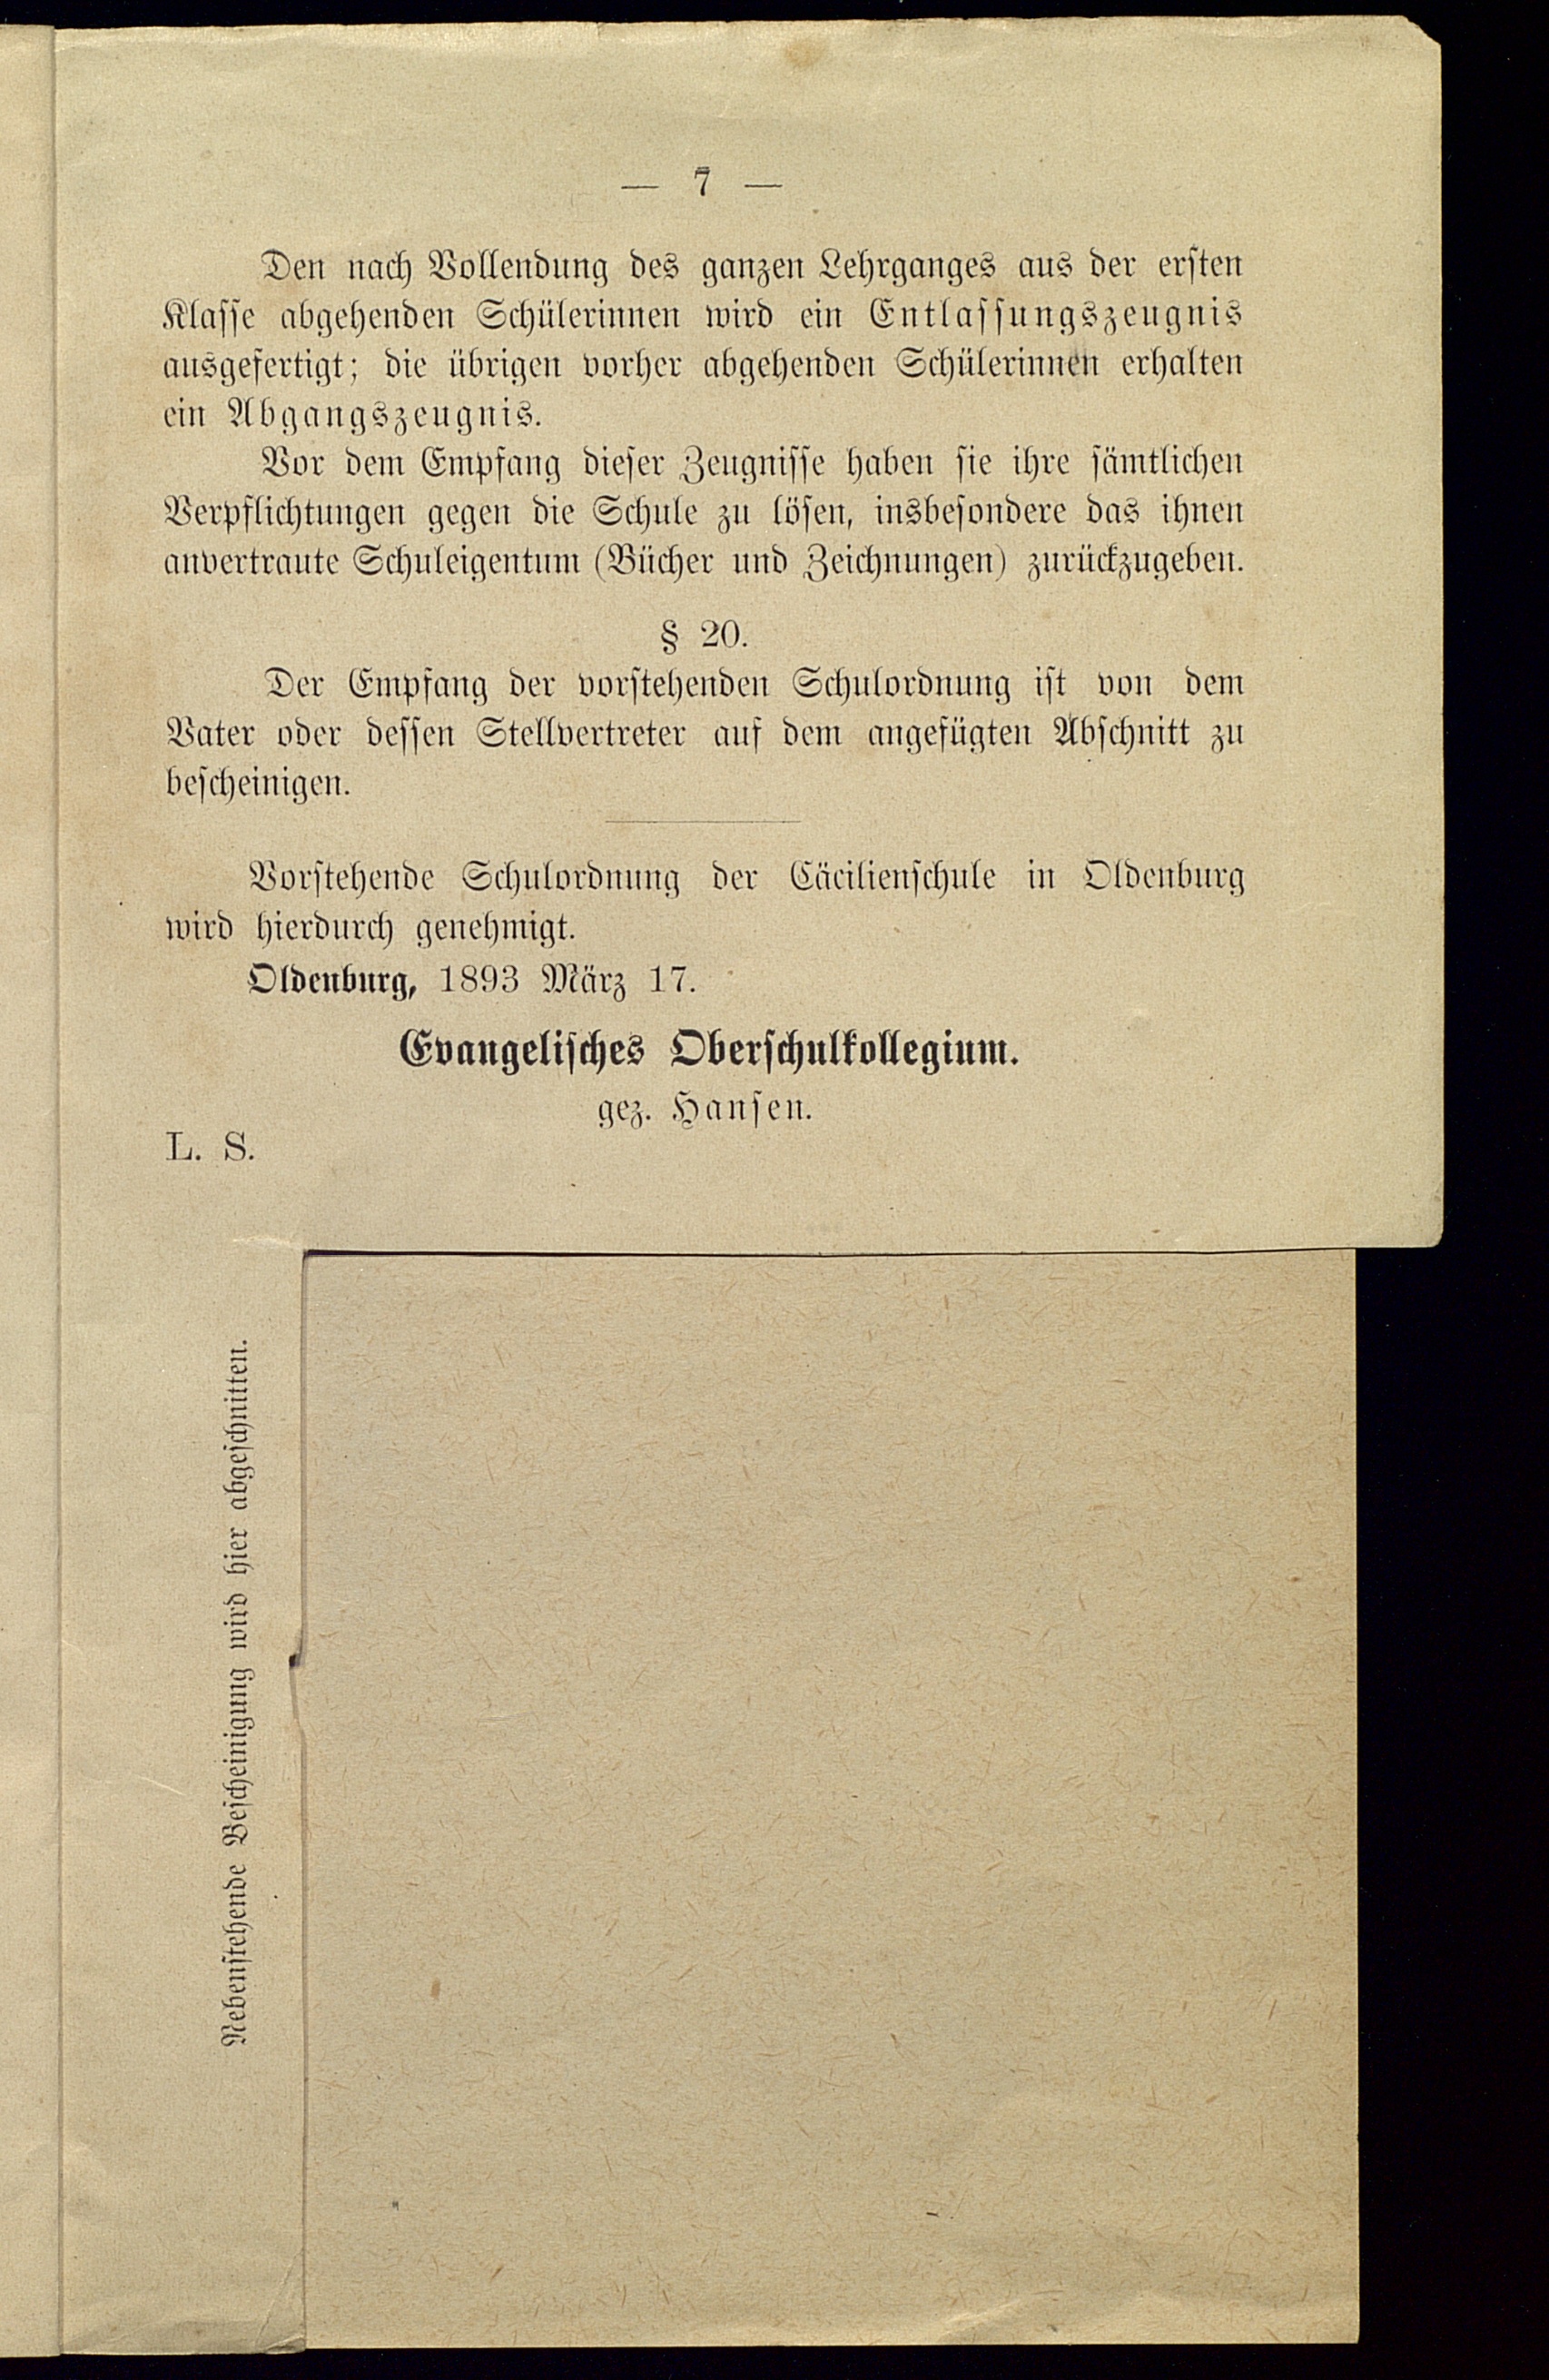 — 7 —
Den nach Vollendung des ganzen Lehrganges aus der ersten
Klasse abgehenden Schülerinnen wird ein Entlassungszeugnis
ausgefertigt; die übrigen vorher abgehenden Schülerinnen erhalten
ein Abgangszeugnis.
Vor dem Empfang dieser Zeugnisse haben sie ihre sämtlichen
Verpflichtungen gegen die Schule zu lösen, insbesondere das ihnen
anvertraute Schuleigentum (Bücher und Zeichnungen) zurückzugeben.
§ 20.
Der Empfang der vorstehenden Schulordnung ist von dem
Vater oder dessen Stellvertreter auf dem angefügten Abschnitt zu
bescheinigen.
Vorstehende Schulordnung der Cäcilienschule in Oldenburg
wird hierdurch genehmigt.
Oldenburg, 1893 März 17.
Evangelisches Oberschulkollegium.
gez. Hansen.
L. S.
Nebenstehende Bescheinigung wird hier abgeschnitten.